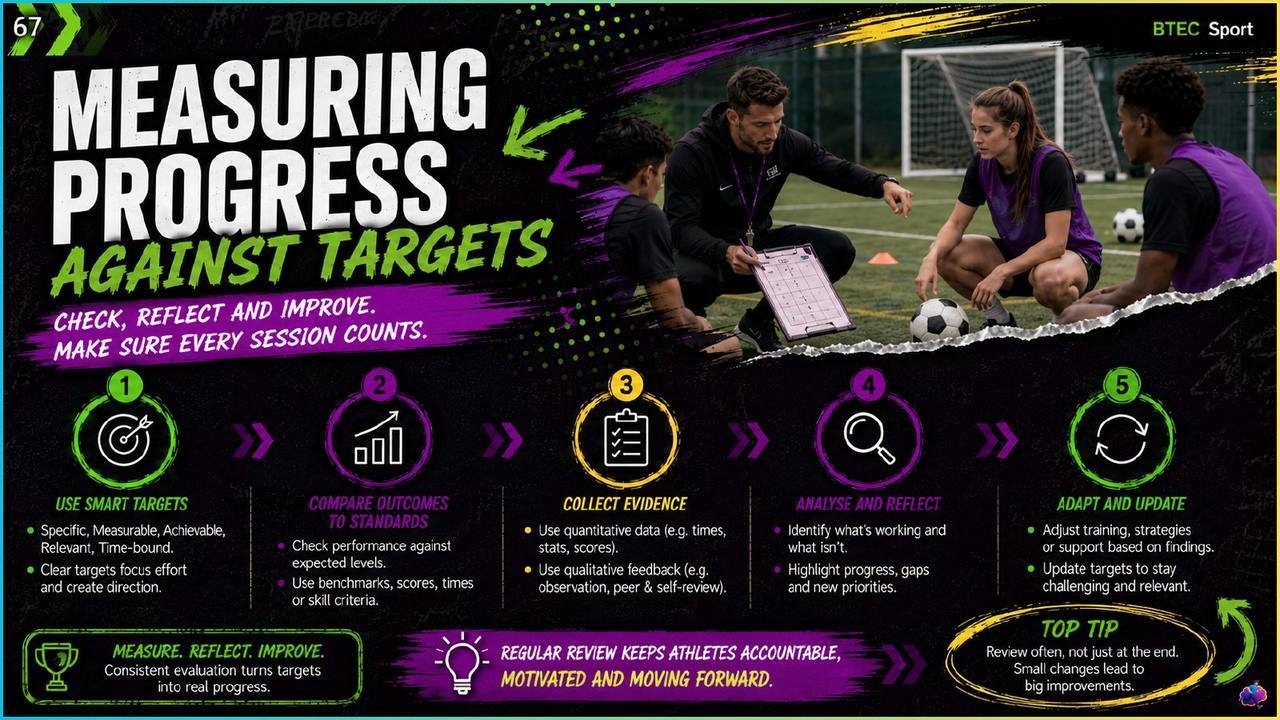 67
BTEC Sport
MEASURING
PROGRESS
AGAINST TARGETS
CHECK, REFLECT AND IMPROVE.
MAKE SURE EVERY SESSION COUNTS.
1
USE SMART TARGETS
Specific, Measurable, Achievable,
Relevant, Time-bound.
Clear targets focus effort
and create direction.
2
COMPARE OUTCOMES
TO STANDARDS
Check performance against
expected levels.
Use benchmarks, scores, times
or skill criteria.
3
COLLECT EVIDENCE
Use quantitative data (e.g. times,
stats, scores).
Use qualitative feedback (e.g.
observation, peer & self-review).
4
ANALYSE AND REFLECT
Identify what's working and
what isn't.
Highlight progress, gaps
and new priorities.
5
ADAPT AND UPDATE
Adjust training, strategies
or support based on findings.
Update targets to stay
challenging and relevant.
MEASURE. REFLECT. IMPROVE.
Consistent evaluation turns targets
into real progress.
REGULAR REVIEW KEEPS ATHLETES ACCOUNTABLE,
MOTIVATED AND MOVING FORWARD.
TOP TIP
Review often, not just at the end.
Small changes lead to
big improvements.